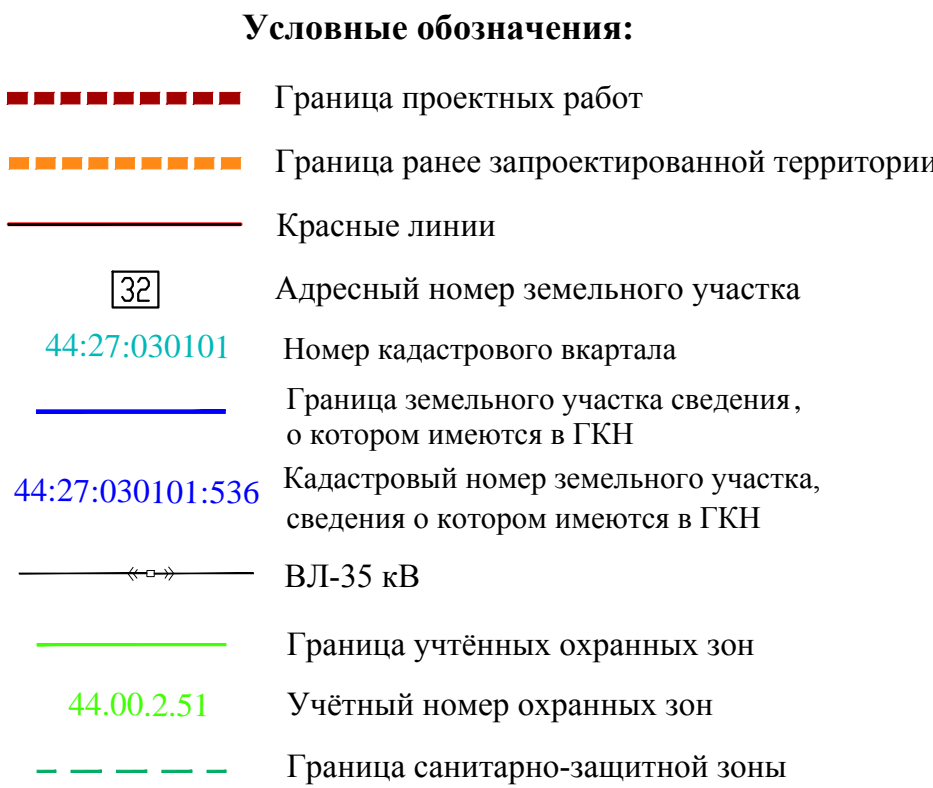 Условные обозначения:
Граница проектных работ
Граница ранее запроектированной территории
Красные линии
32 Адресный номер земельного участка
44:27:030101 Номер кадастрового вкартала
Граница земельного участка сведения,
о котором имеются в ГКН
44:27:030101:536 Кадастровый номер земельного участка,
сведения о котором имеются в ГКН
ВЛ-35 кВ
Граница учтённых охранных зон
44.00.2.51 Учётный номер охранных зон
Граница санитарно-защитной зоны